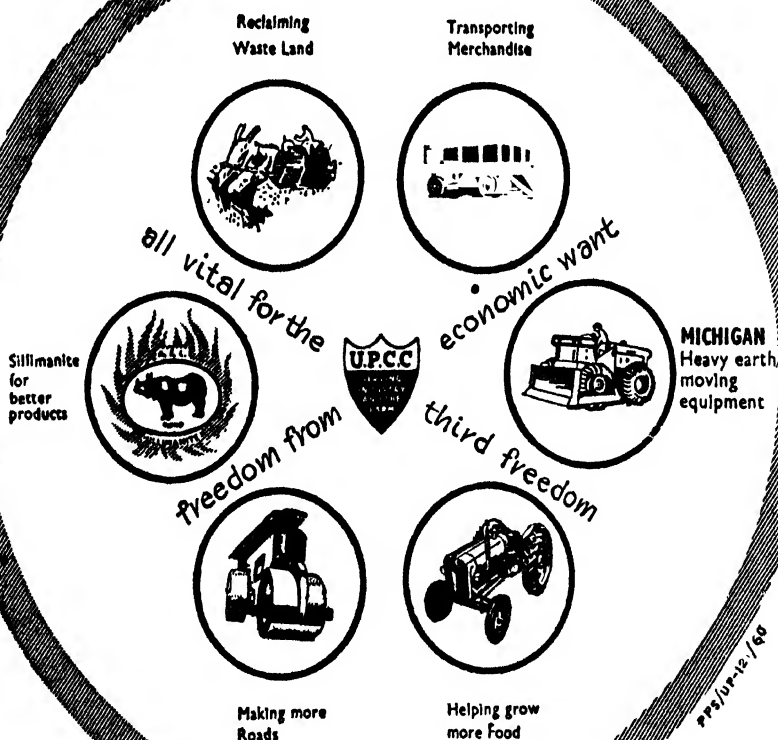 Reclaiming
Waste Land
Transporting
Merchandise
all vital for the
economic want
Sillimanite
for
better
products
U.P.C.C
MICHIGAN
Heavy earth,
moving
equipment
freedom from
third freedom
Making more
Roads
Helping grow
more Food
PPS/UP-12/60